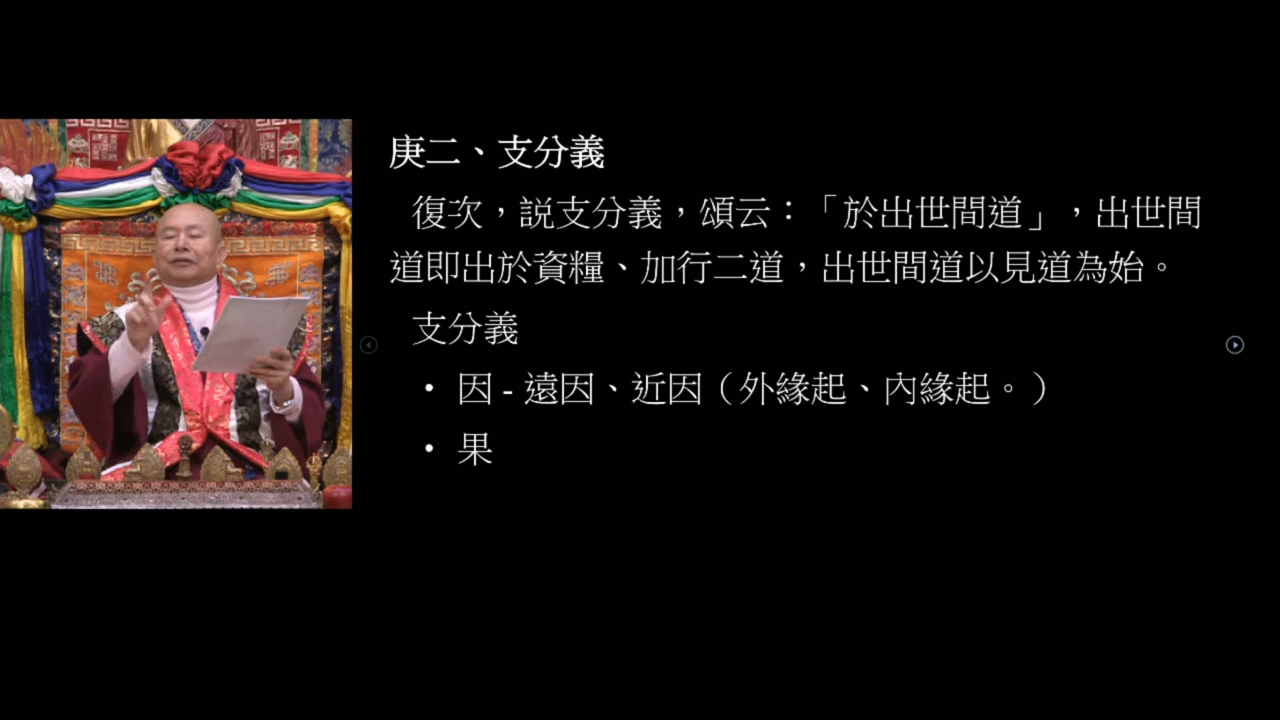 庚二、支分義
復次，説支分義，頌云：「於出世間道」，出世間
道即出於資糧、加行二道，出世間道以見道為始。
支分義
• 因 - 遠因、近因（外緣起、內緣起。）
• 果